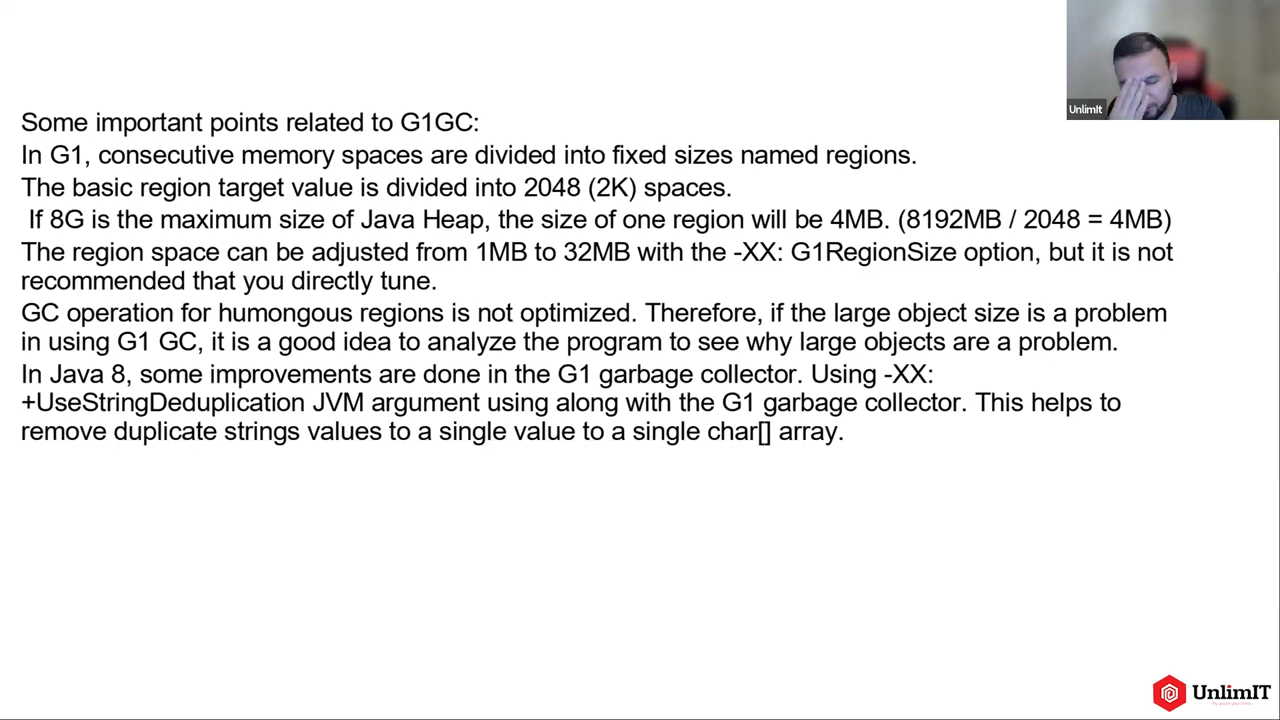 UnlimIt
Some important points related to G1GC:
In G1, consecutive memory spaces are divided into fixed sizes named regions.
The basic region target value is divided into 2048 (2K) spaces.
If 8G is the maximum size of Java Heap, the size of one region will be 4MB. (8192MB / 2048 = 4MB)
The region space can be adjusted from 1MB to 32MB with the -XX: G1RegionSize option, but it is not
recommended that you directly tune.
GC operation for humongous regions is not optimized. Therefore, if the large object size is a problem
in using G1 GC, it is a good idea to analyze the program to see why large objects are a problem.
In Java 8, some improvements are done in the G1 garbage collector. Using -XX:
+UseStringDeduplication JVM argument using along with the G1 garbage collector. This helps to
remove duplicate strings values to a single value to a single char[] array.
UnlimIT